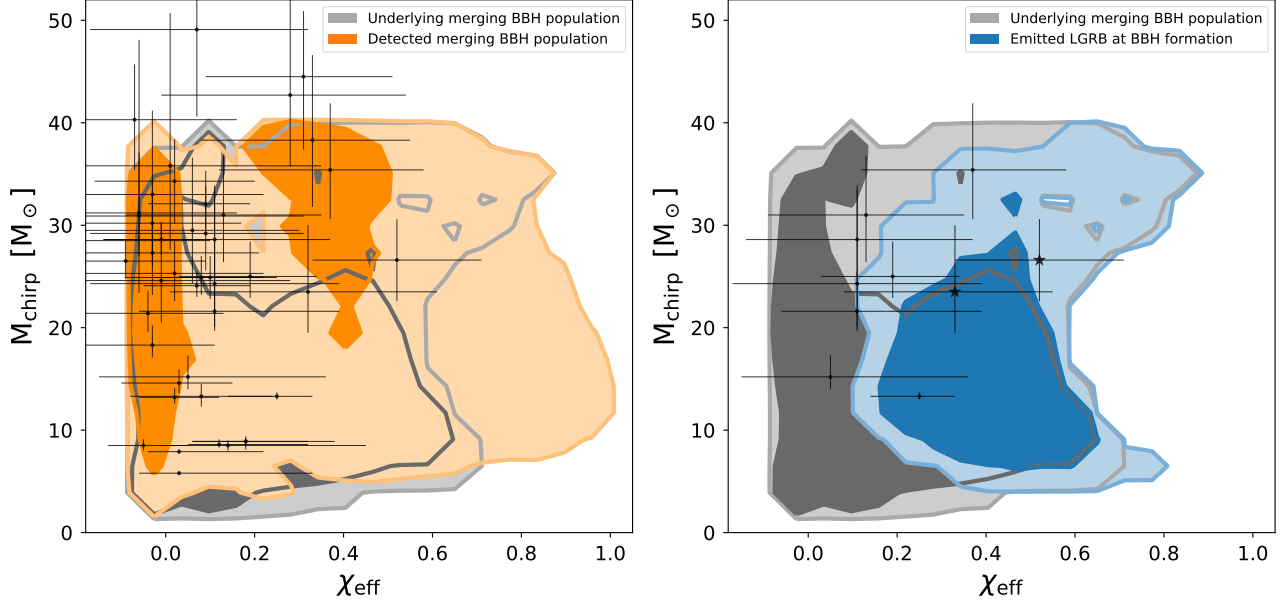 Underlying merging BBH population
Detected merging BBH population
50
40
30
20
10
0
M_chirp [M_⊙]
0.0 0.2 0.4 0.6 0.8 1.0
χ_eff
Underlying merging BBH population
Emitted LGRB at BBH formation
50
40
30
20
10
0
M_chirp [M_⊙]
0.0 0.2 0.4 0.6 0.8 1.0
χ_eff